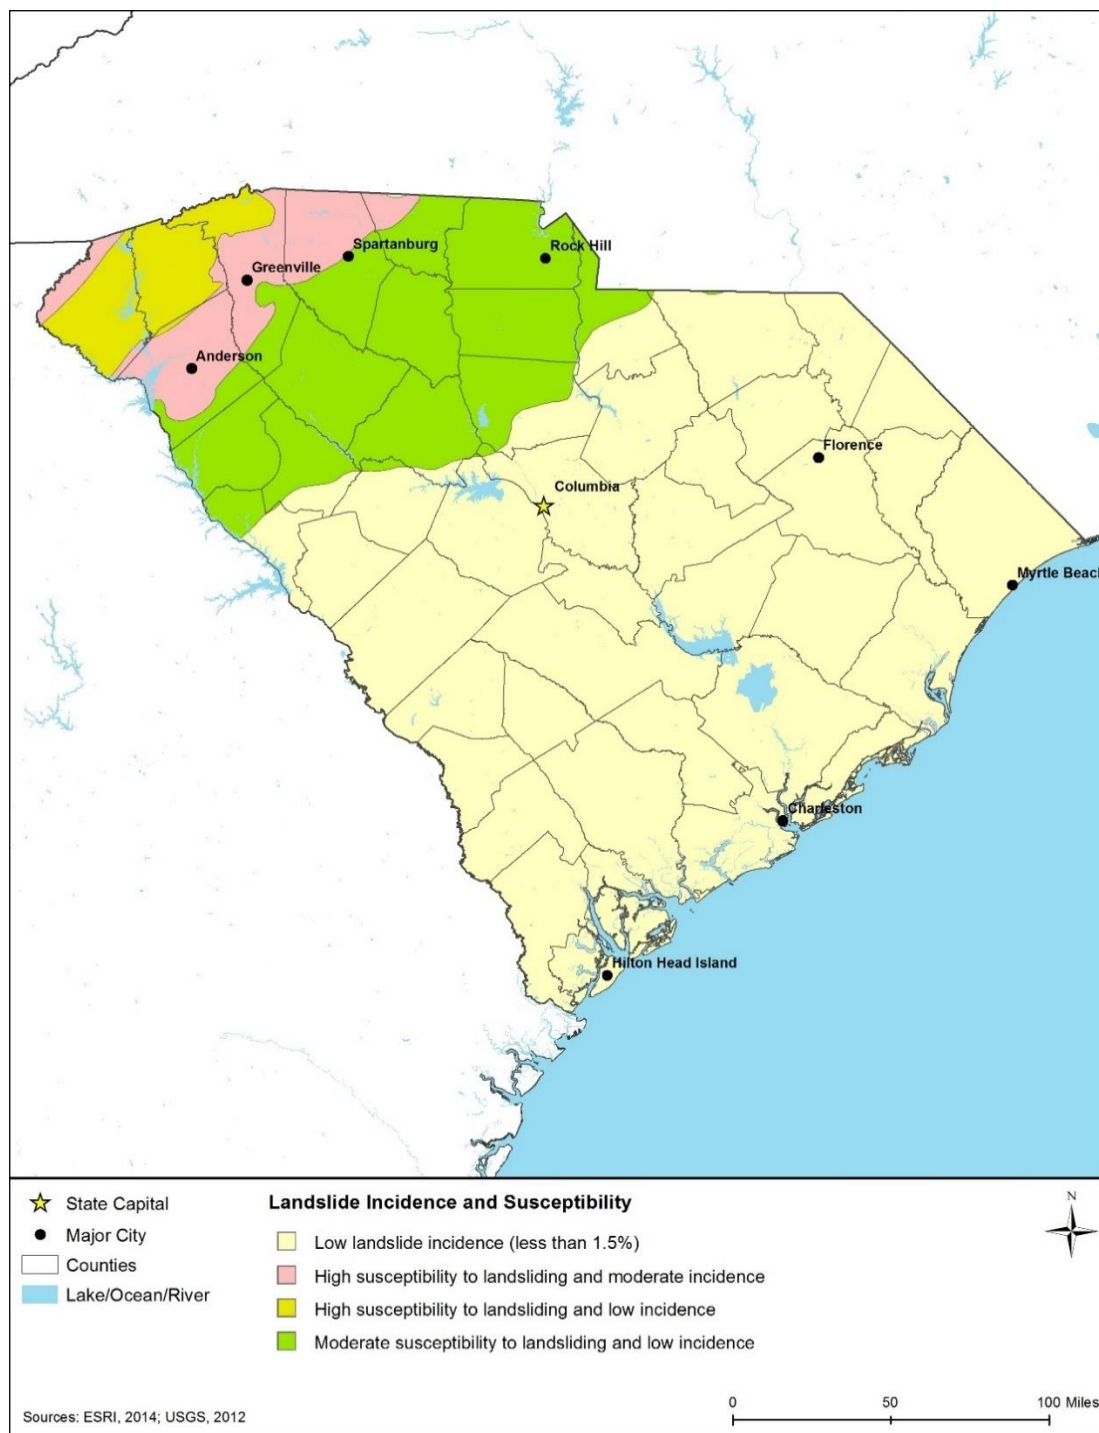 Spartanburg
Rock Hill
Greenville
Anderson
Florence
Columbia
Myrtle Beach
Charleston
Hilton Head Island
State Capital
Major City
Counties
Lake/Ocean/River
Landslide Incidence and Susceptibility
Low landslide incidence (less than 1.5%)
High susceptibility to landsliding and moderate incidence
High susceptibility to landsliding and low incidence
Moderate susceptibility to landsliding and low incidence
N
Sources: ESRI, 2014; USGS, 2012
0 50 100 Miles